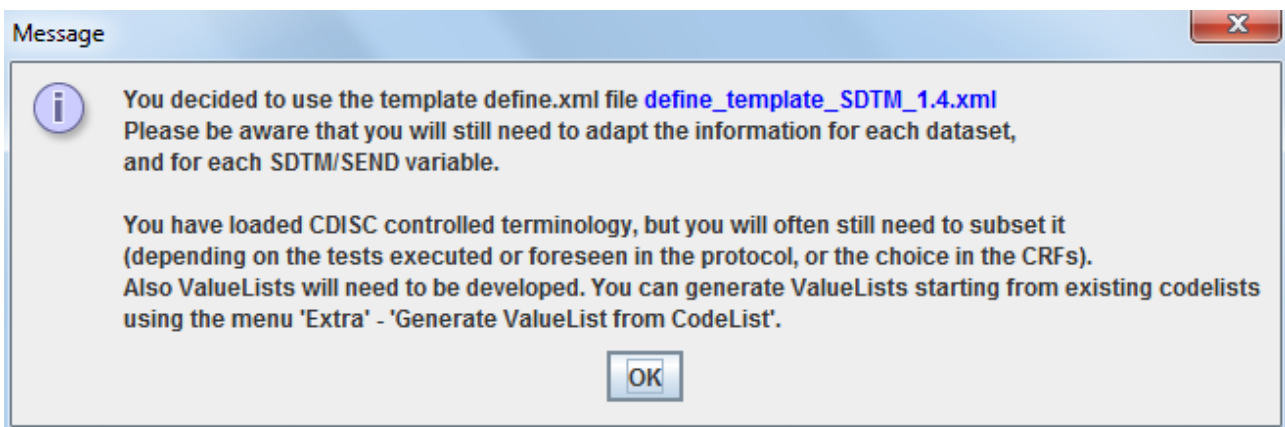 Message
You decided to use the template define.xml file define_template_SDTM_1.4.xml
Please be aware that you will still need to adapt the information for each dataset,
and for each SDTM/SEND variable.
You have loaded CDISC controlled terminology, but you will often still need to subset it
(depending on the tests executed or foreseen in the protocol, or the choice in the CRFs).
Also ValueLists will need to be developed. You can generate ValueLists starting from existing codelists
using the menu 'Extra' - 'Generate ValueList from CodeList'.
OK